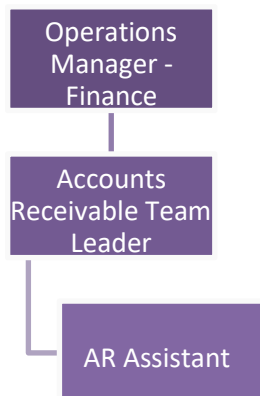 Operations
Manager -
Finance
Accounts
Receivable Team
Leader
AR Assistant